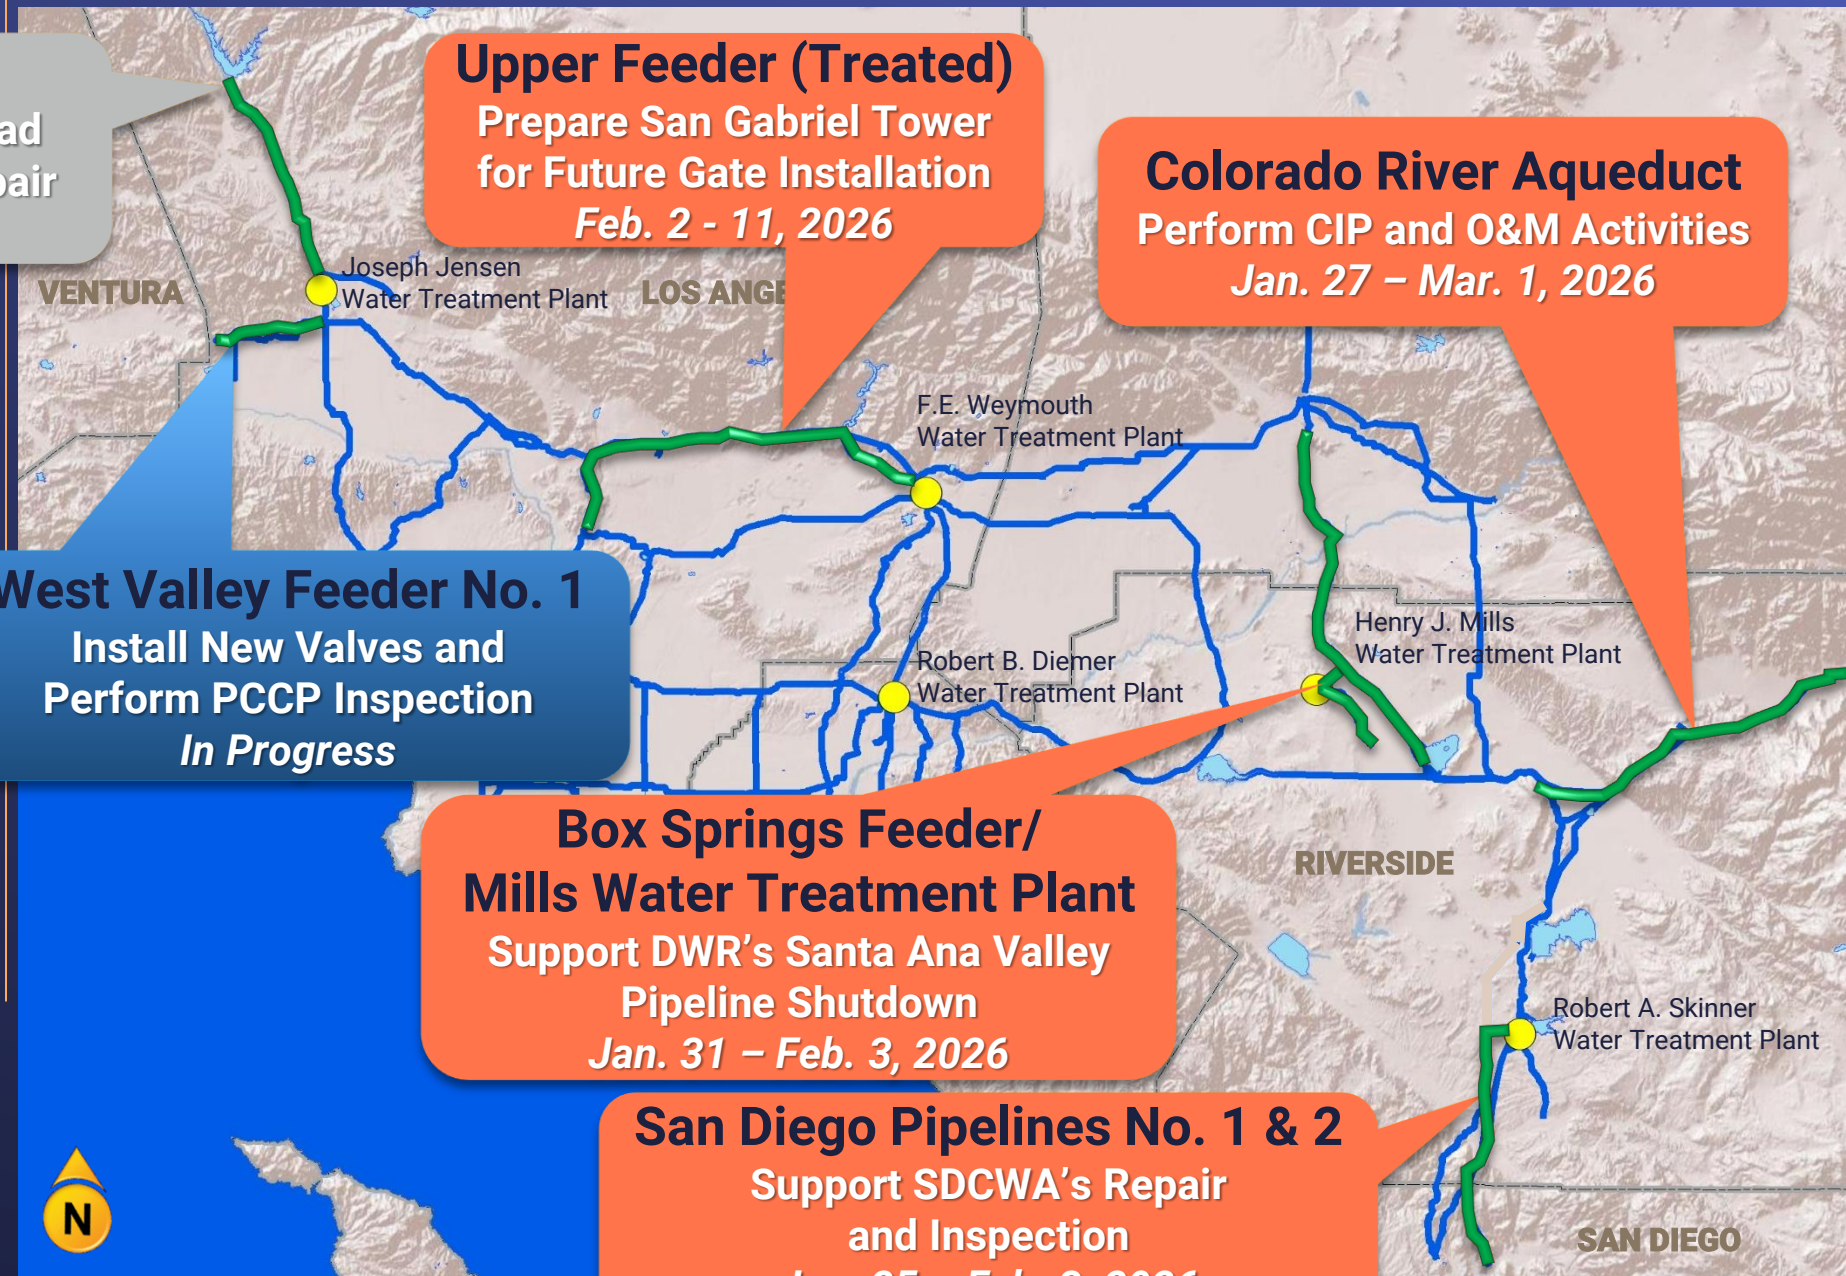 Upper Feeder (Treated)
Prepare San Gabriel Tower
for Future Gate Installation
Feb. 2 - 11, 2026
Colorado River Aqueduct
Perform CIP and O&M Activities
Jan. 27 – Mar. 1, 2026
VENTURA
Joseph Jensen
Water Treatment Plant
LOS ANGE
F.E. Weymouth
Water Treatment Plant
West Valley Feeder No. 1
Install New Valves and
Perform PCCP Inspection
In Progress
Henry J. Mills
Water Treatment Plant
Robert B. Diemer
Water Treatment Plant
Box Springs Feeder/
Mills Water Treatment Plant
Support DWR’s Santa Ana Valley
Pipeline Shutdown
Jan. 31 – Feb. 3, 2026
RIVERSIDE
Robert A. Skinner
Water Treatment Plant
San Diego Pipelines No. 1 & 2
Support SDCWA’s Repair
and Inspection
SAN DIEGO
N